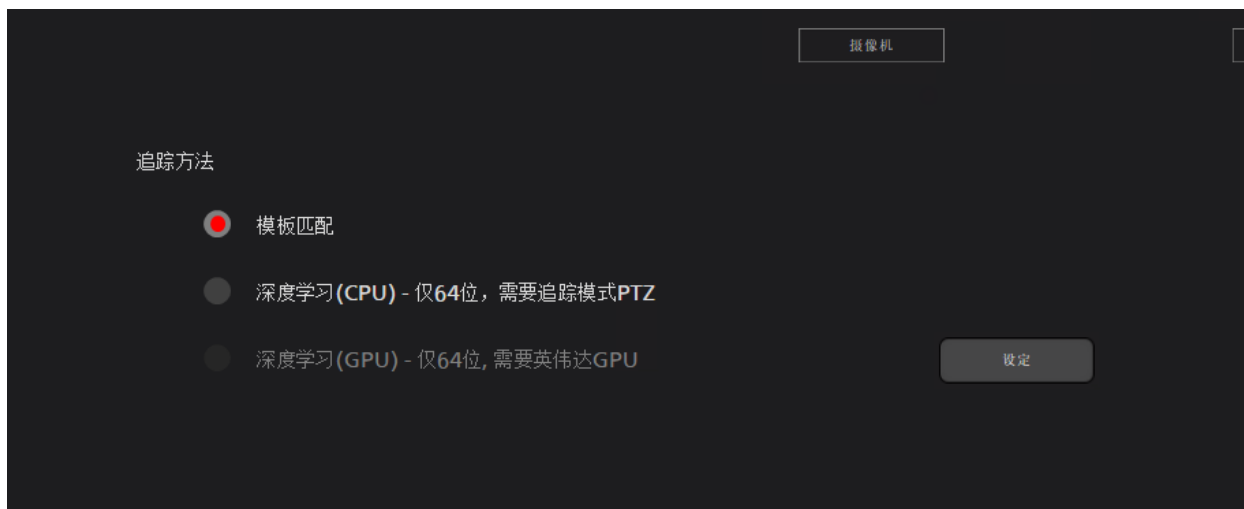 摄像机
追踪方法
模板匹配
深度学习(CPU) - 仅64位，需要追踪模式PTZ
深度学习(GPU) - 仅64位, 需要英伟达GPU
设定